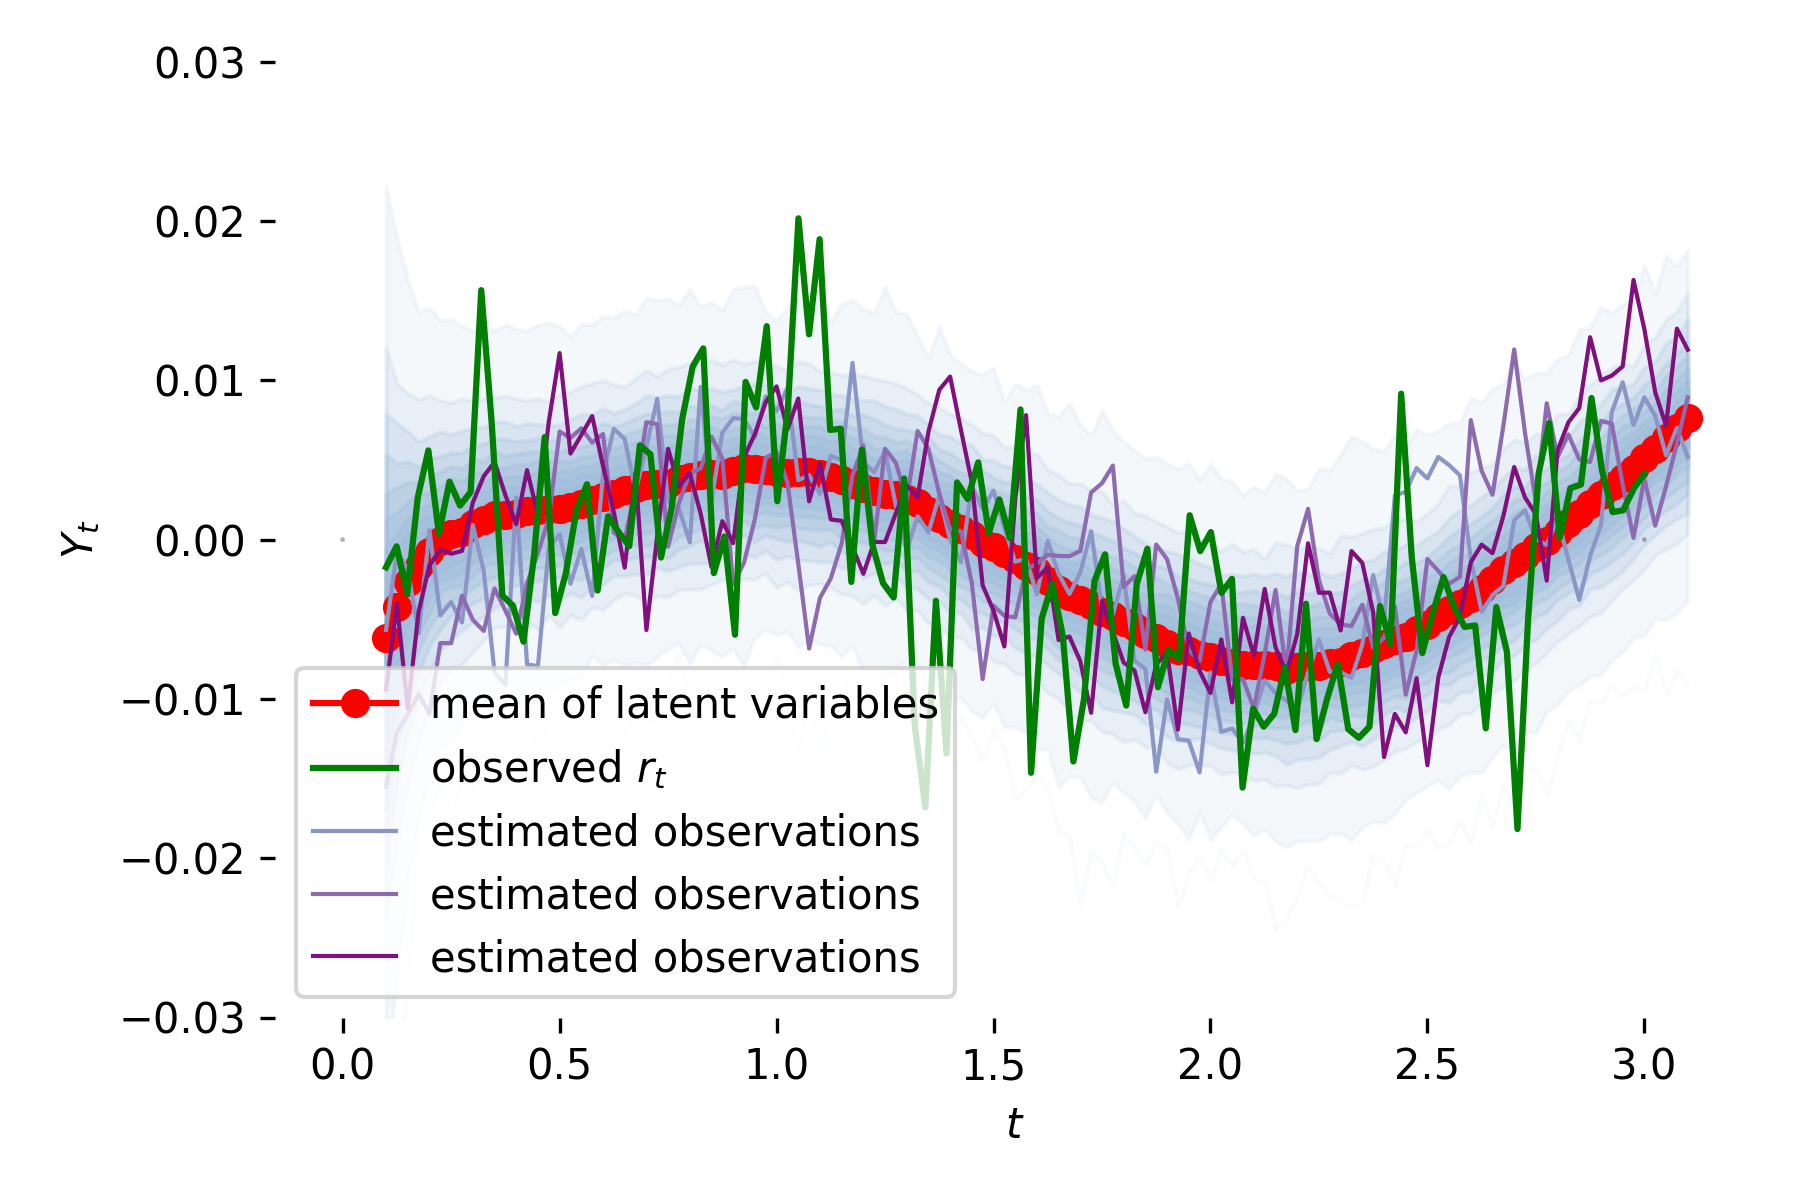 0.03
0.02
0.01
0.00
−0.01
−0.02
−0.03
Y_t
mean of latent variables
observed r_t
estimated observations
estimated observations
estimated observations
0.0 0.5 1.0 1.5 2.0 2.5 3.0
t